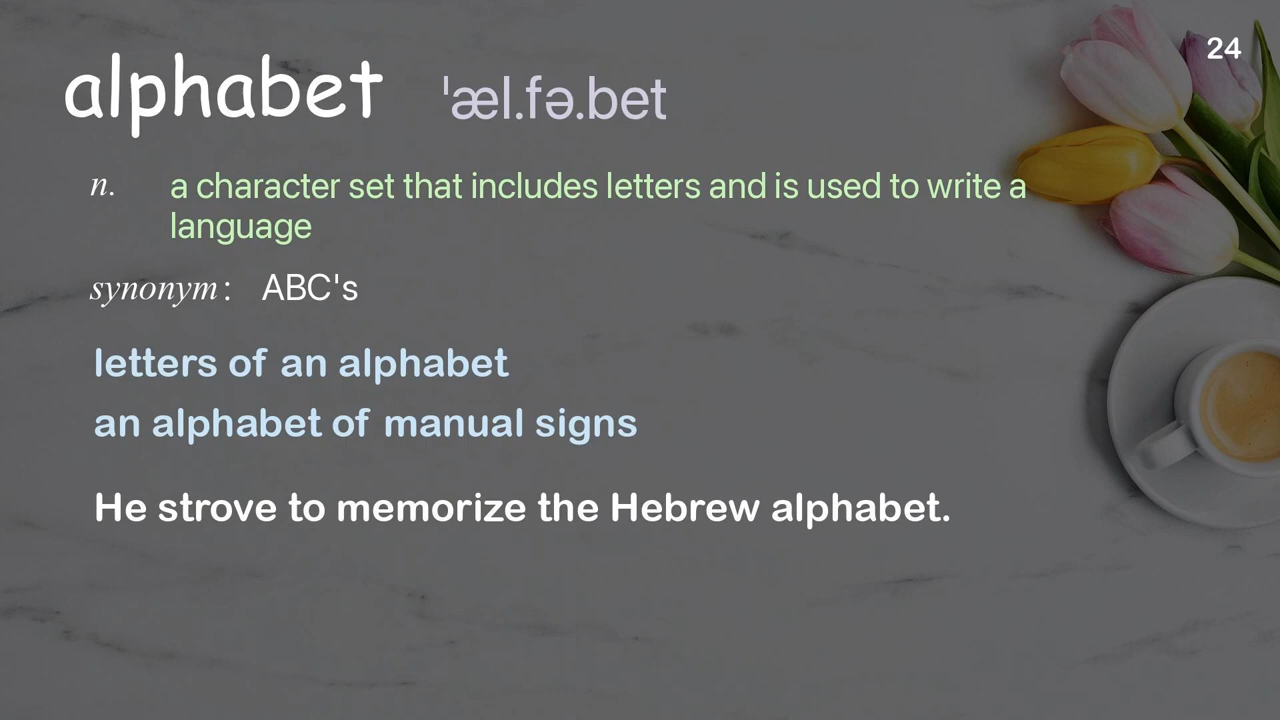 24
alphabet ˈæl.fə.bet
n. a character set that includes letters and is used to write a
language
synonym: ABC's
letters of an alphabet
an alphabet of manual signs
He strove to memorize the Hebrew alphabet.